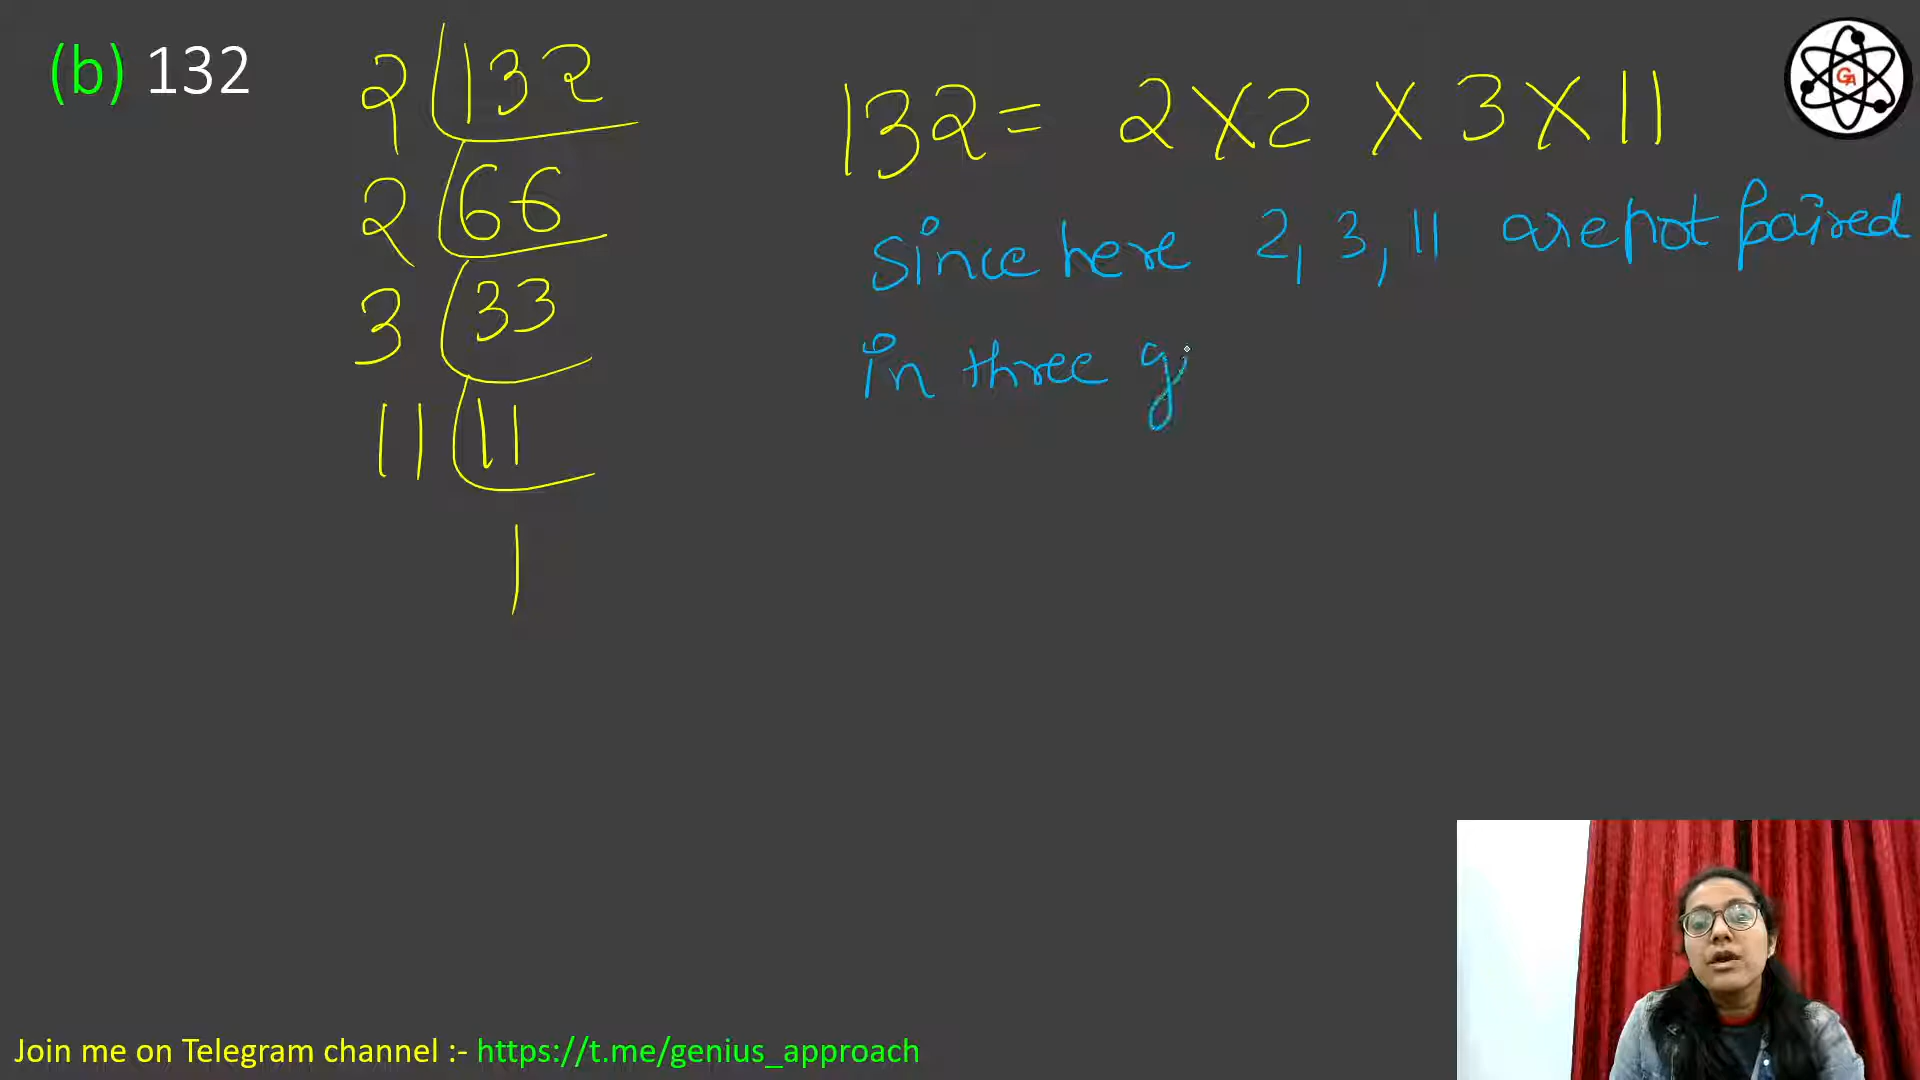 (b) 132
2 132
2 66
3 33
11 11
1
132 = 2 X 2 X 3 X 11
Since here 2, 3, 11 are not paired
in three g
GA
Join me on Telegram channel :- https://t.me/genius_approach